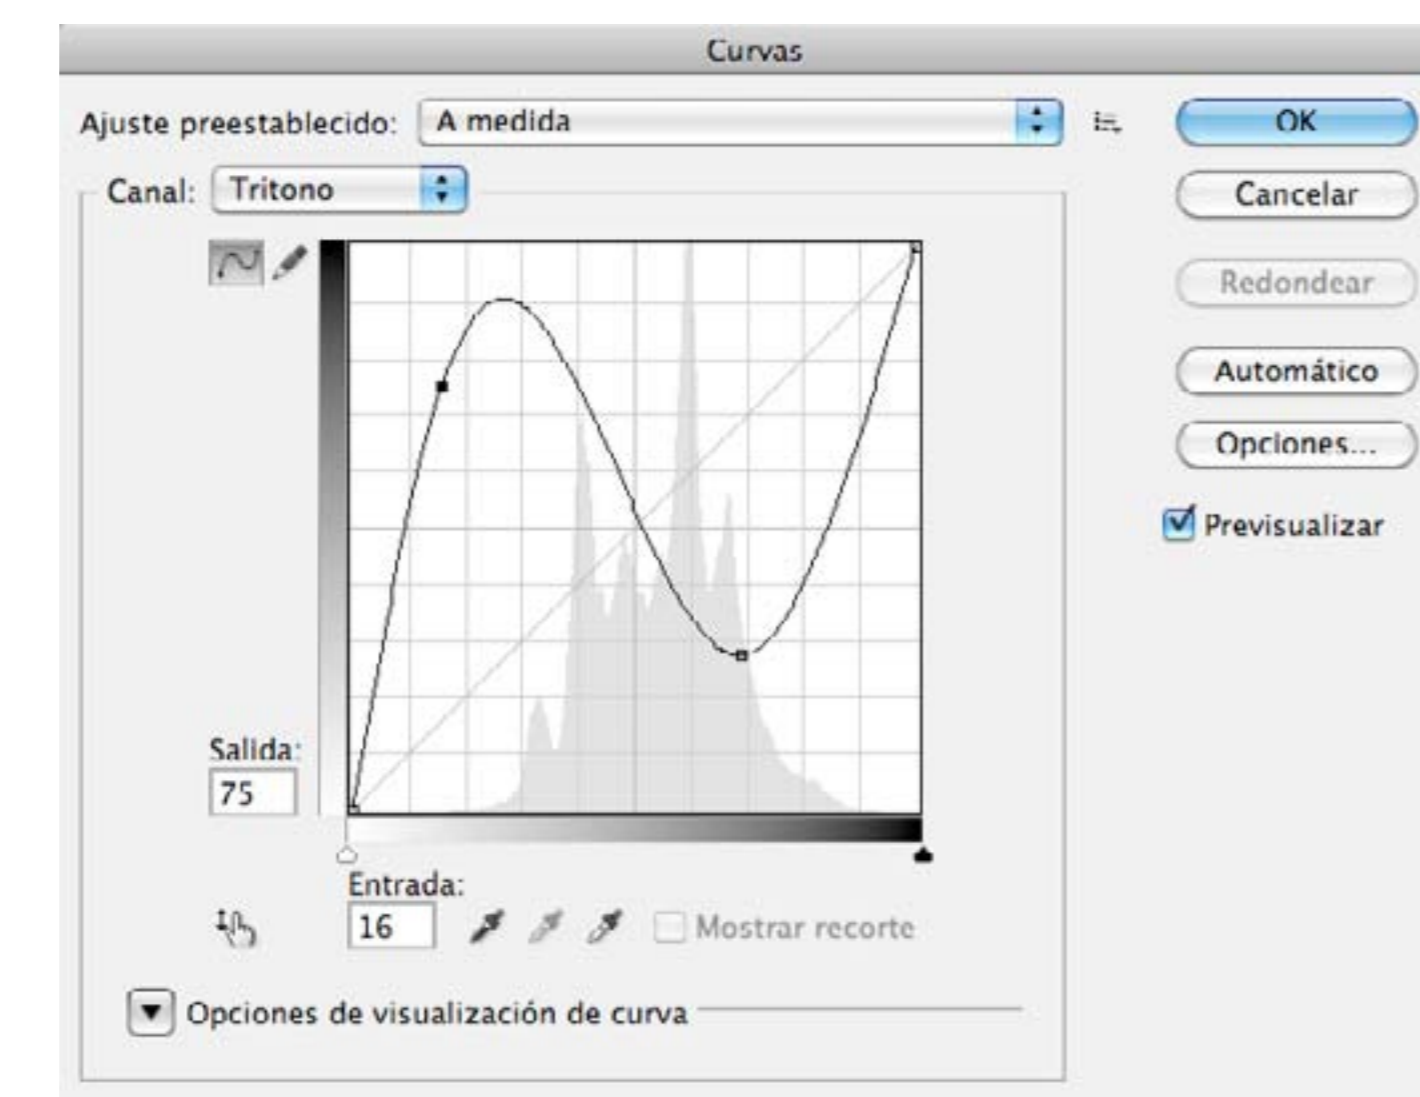 Curvas
Ajuste preestablecido: A medida
OK
Canal: Tritono
Cancelar
Redondear
Automático
Opciones...
Previsualizar
Salida:
75
Entrada:
16
Mostrar recorte
Opciones de visualización de curva